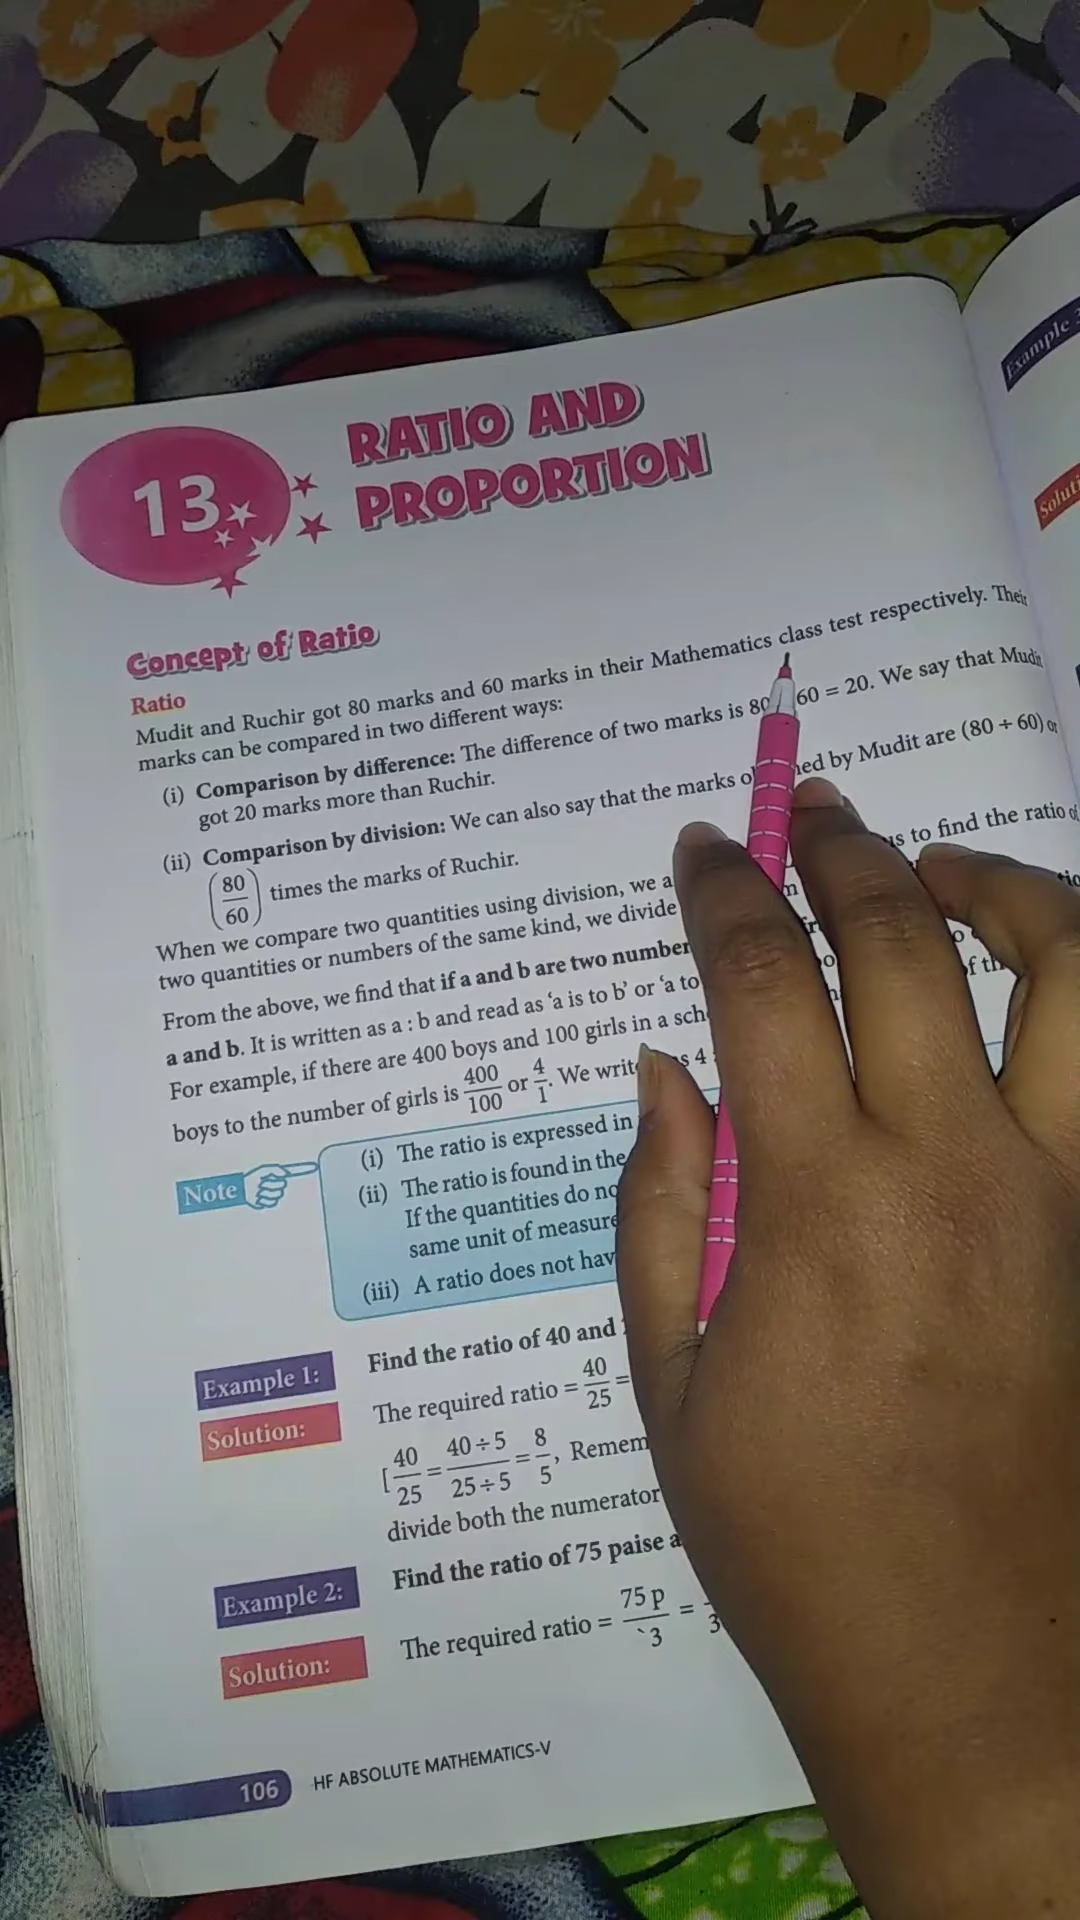 13
RATIO AND
PROPORTION
Concept of Ratio
Ratio
Mudit and Ruchir got 80 marks and 60 marks in their Mathematics class test respectively. Their
marks can be compared in two different ways:
(i) Comparison by difference: The difference of two marks is 80 60 = 20. We say that Mudit
got 20 marks more than Ruchir.
(ii) Comparison by division: We can also say that the marks by Mudit are (80 ÷ 60) or
(80/60) times the marks of Ruchir.
When we compare two quantities using division, we to find the ratio of
two quantities or numbers of the same kind, we divide
From the above, we find that if a and b are two number
a and b. It is written as a : b and read as 'a is to b' or 'a to
For example, if there are 400 boys and 100 girls in a
boys to the number of girls is 400/100 or 4/1. We write 4
Note
(i) The ratio is expressed in
(ii) The ratio is found in the
If the quantities do
same unit of measure
(iii) A ratio does not
Example 1:
Find the ratio of 40 and
Solution:
The required ratio = 40/25 =
[40/25 = 40÷5/25÷5 = 8/5,
divide both the numerator
Example 2:
Find the ratio of 75 paise
Solution:
The required ratio = 75 p/`3 =
106 HF ABSOLUTE MATHEMATICS-V
Example